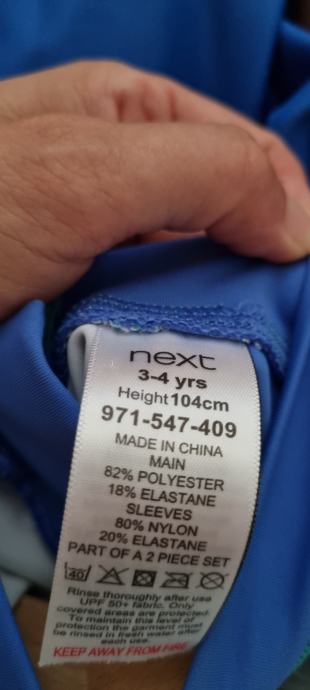 next
3-4 yrs
Height 104cm
971-547-409
MADE IN CHINA
MAIN
82% POLYESTER
18% ELASTANE
SLEEVES
80% NYLON
20% ELASTANE
PART OF A 2 PIECE SET
40
Rinse thoroughly after use
UPF 50+ fabric. Only
covered areas are protected.
To maintain this level of
protection the garment must
be rinsed in fresh water after
each use.
KEEP AWAY FROM FIRE